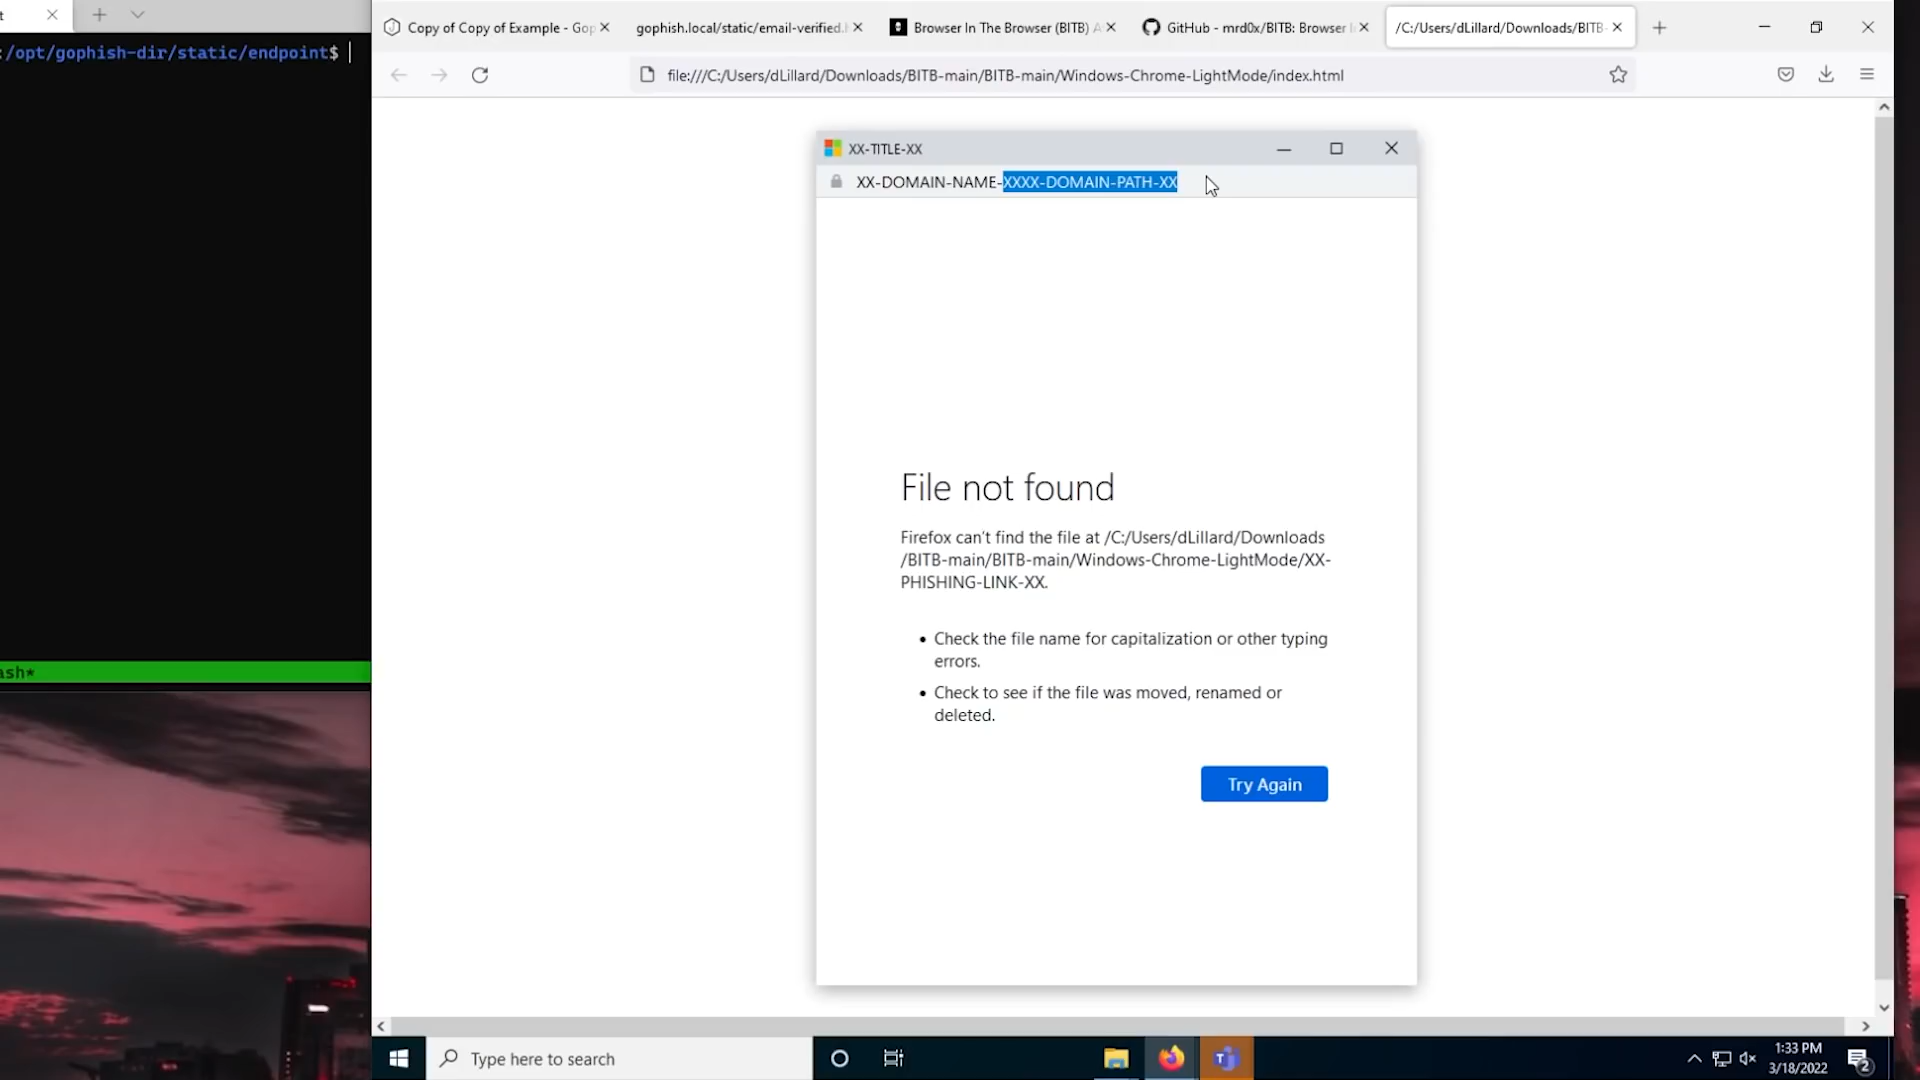 t
:/opt/gophish-dir/static/endpoint$
ash*
Copy of Copy of Example - Gop
gophish.local/static/email-verified.h
Browser In The Browser (BITB) A
GitHub - mrd0x/BITB: Browser I
/C:/Users/dLillard/Downloads/BITB-
file:///C:/Users/dLillard/Downloads/BITB-main/BITB-main/Windows-Chrome-LightMode/index.html
XX-TITLE-XX
XX-DOMAIN-NAME-XXXX-DOMAIN-PATH-XX
File not found
Firefox can't find the file at /C:/Users/dLillard/Downloads
/BITB-main/BITB-main/Windows-Chrome-LightMode/XX-
PHISHING-LINK-XX.
Check the file name for capitalization or other typing
errors.
Check to see if the file was moved, renamed or
deleted.
Try Again
Type here to search
1:33 PM
3/18/2022
2